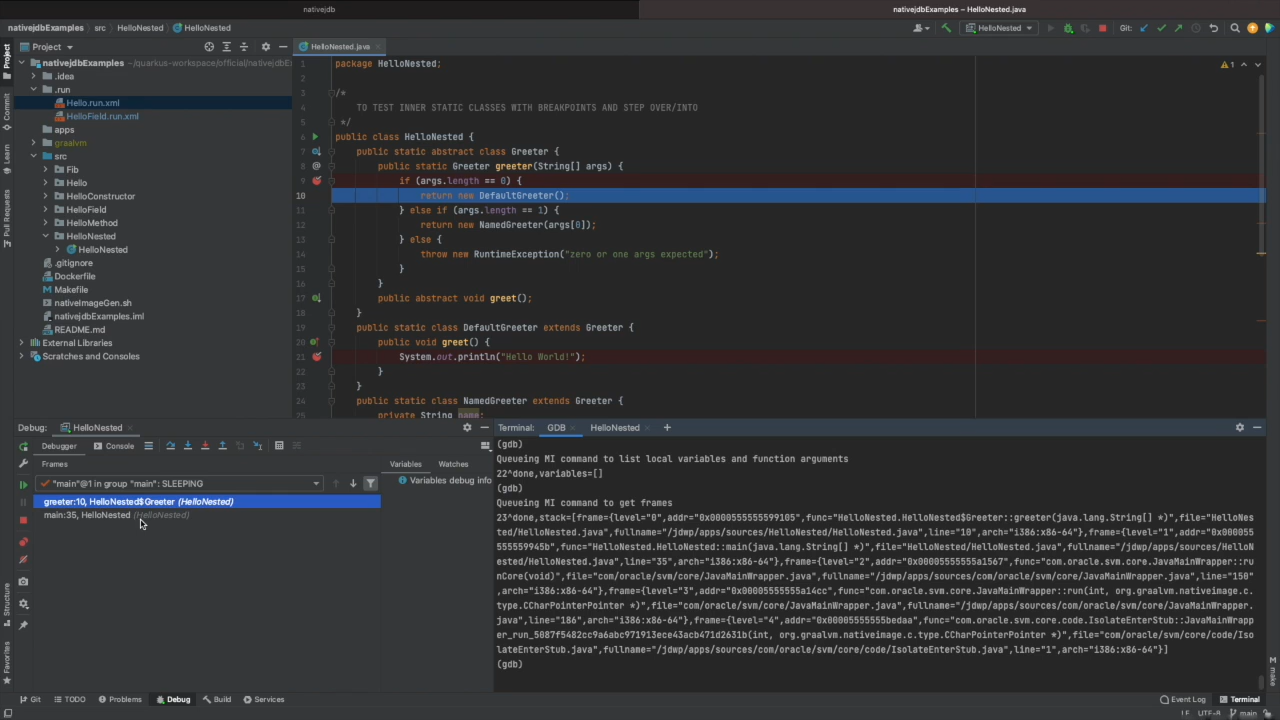 nativejdb
nativejdbExamples – HelloNested.java
nativejdbExamples › src › HelloNested › HelloNested
HelloNested
Git:
Project
HelloNested.java
nativejdbExamples ~/quarkus-workspace/official/nativejdbE
.idea
.run
Hello.run.xml
HelloField.run.xml
apps
graalvm
src
Fib
Hello
HelloConstructor
HelloField
HelloMethod
HelloNested
HelloNested
.gitignore
Dockerfile
Makefile
nativeImageGen.sh
nativejdbExamples.iml
README.md
External Libraries
Scratches and Consoles
Project
Commit
Learn
Pull Requests
Structure
Favorites
1 package HelloNested;
2
3 /*
4 TO TEST INNER STATIC CLASSES WITH BREAKPOINTS AND STEP OVER/INTO
5 */
6 public class HelloNested {
7 public static abstract class Greeter {
8 @ public static Greeter greeter(String[] args) {
9 if (args.length == 0) {
10 return new DefaultGreeter();
11 } else if (args.length == 1) {
12 return new NamedGreeter(args[0]);
13 } else {
14 throw new RuntimeException("zero or one args expected");
15 }
16 }
17 public abstract void greet();
18 }
19 public static class DefaultGreeter extends Greeter {
20 public void greet() {
21 System.out.println("Hello World!");
22 }
23 }
24 public static class NamedGreeter extends Greeter {
25 private String name;
1
Debug: HelloNested
Debugger Console
Frames
Variables Watches
"main"@1 in group "main": SLEEPING
greeter:10, HelloNested$Greeter (HelloNested)
main:35, HelloNested (HelloNested)
Variables debug info
Terminal: GDB HelloNested +
(gdb)
Queueing MI command to list local variables and function arguments
22^done,variables=[]
(gdb)
Queueing MI command to get frames
23^done,stack=[frame={level="0",addr="0x0000555555599105",func="HelloNested.HelloNested$Greeter::greeter(java.lang.String[] *)",file="HelloNes
ted/HelloNested.java",fullname="/jdwp/apps/sources/HelloNested/HelloNested.java",line="10",arch="i386:x86-64"},frame={level="1",addr="0x000055
555559945b",func="HelloNested.HelloNested::main(java.lang.String[] *)",file="HelloNested/HelloNested.java",fullname="/jdwp/apps/sources/HelloN
ested/HelloNested.java",line="35",arch="i386:x86-64"},frame={level="2",addr="0x00005555555a1567",func="com.oracle.svm.core.JavaMainWrapper::ru
nCore(void)",file="com/oracle/svm/core/JavaMainWrapper.java",fullname="/jdwp/apps/sources/com/oracle/svm/core/JavaMainWrapper.java",line="150"
,arch="i386:x86-64"},frame={level="3",addr="0x00005555555a14cc",func="com.oracle.svm.core.JavaMainWrapper::run(int, org.graalvm.nativeimage.c.
type.CCharPointerPointer *)",file="com/oracle/svm/core/JavaMainWrapper.java",fullname="/jdwp/apps/sources/com/oracle/svm/core/JavaMainWrapper.
java",line="186",arch="i386:x86-64"},frame={level="4",addr="0x00005555555bedaa",func="com.oracle.svm.core.code.IsolateEnterStub::JavaMainWrapp
er_run_5087f5482cc9a6abc971913ece43acb471d2631b(int, org.graalvm.nativeimage.c.type.CCharPointerPointer *)",file="com/oracle/svm/core/code/Iso
lateEnterStub.java",fullname="/jdwp/apps/sources/com/oracle/svm/core/code/IsolateEnterStub.java",line="1",arch="i386:x86-64"}]
(gdb)
make
Git TODO Problems Debug Build Services
Event Log Terminal
LF UTF-8 main